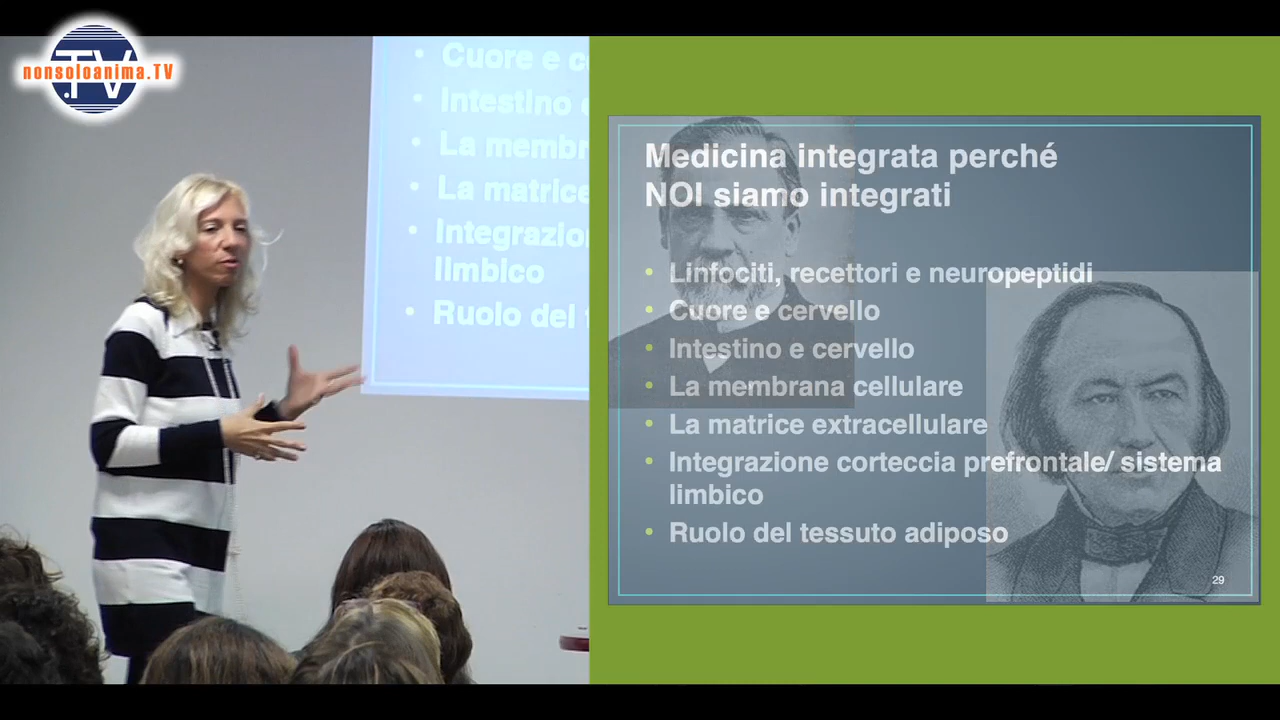 nonsoloanima.TV
.TV
Cuore e c
Intestino
La membr
La matrice
Integrazio
limbico
Ruolo del
Medicina integrata perché
NOI siamo integrati
• Linfociti, recettori e neuropeptidi
• Cuore e cervello
• Intestino e cervello
• La membrana cellulare
• La matrice extracellulare
• Integrazione corteccia prefrontale/ sistema
limbico
• Ruolo del tessuto adiposo
29